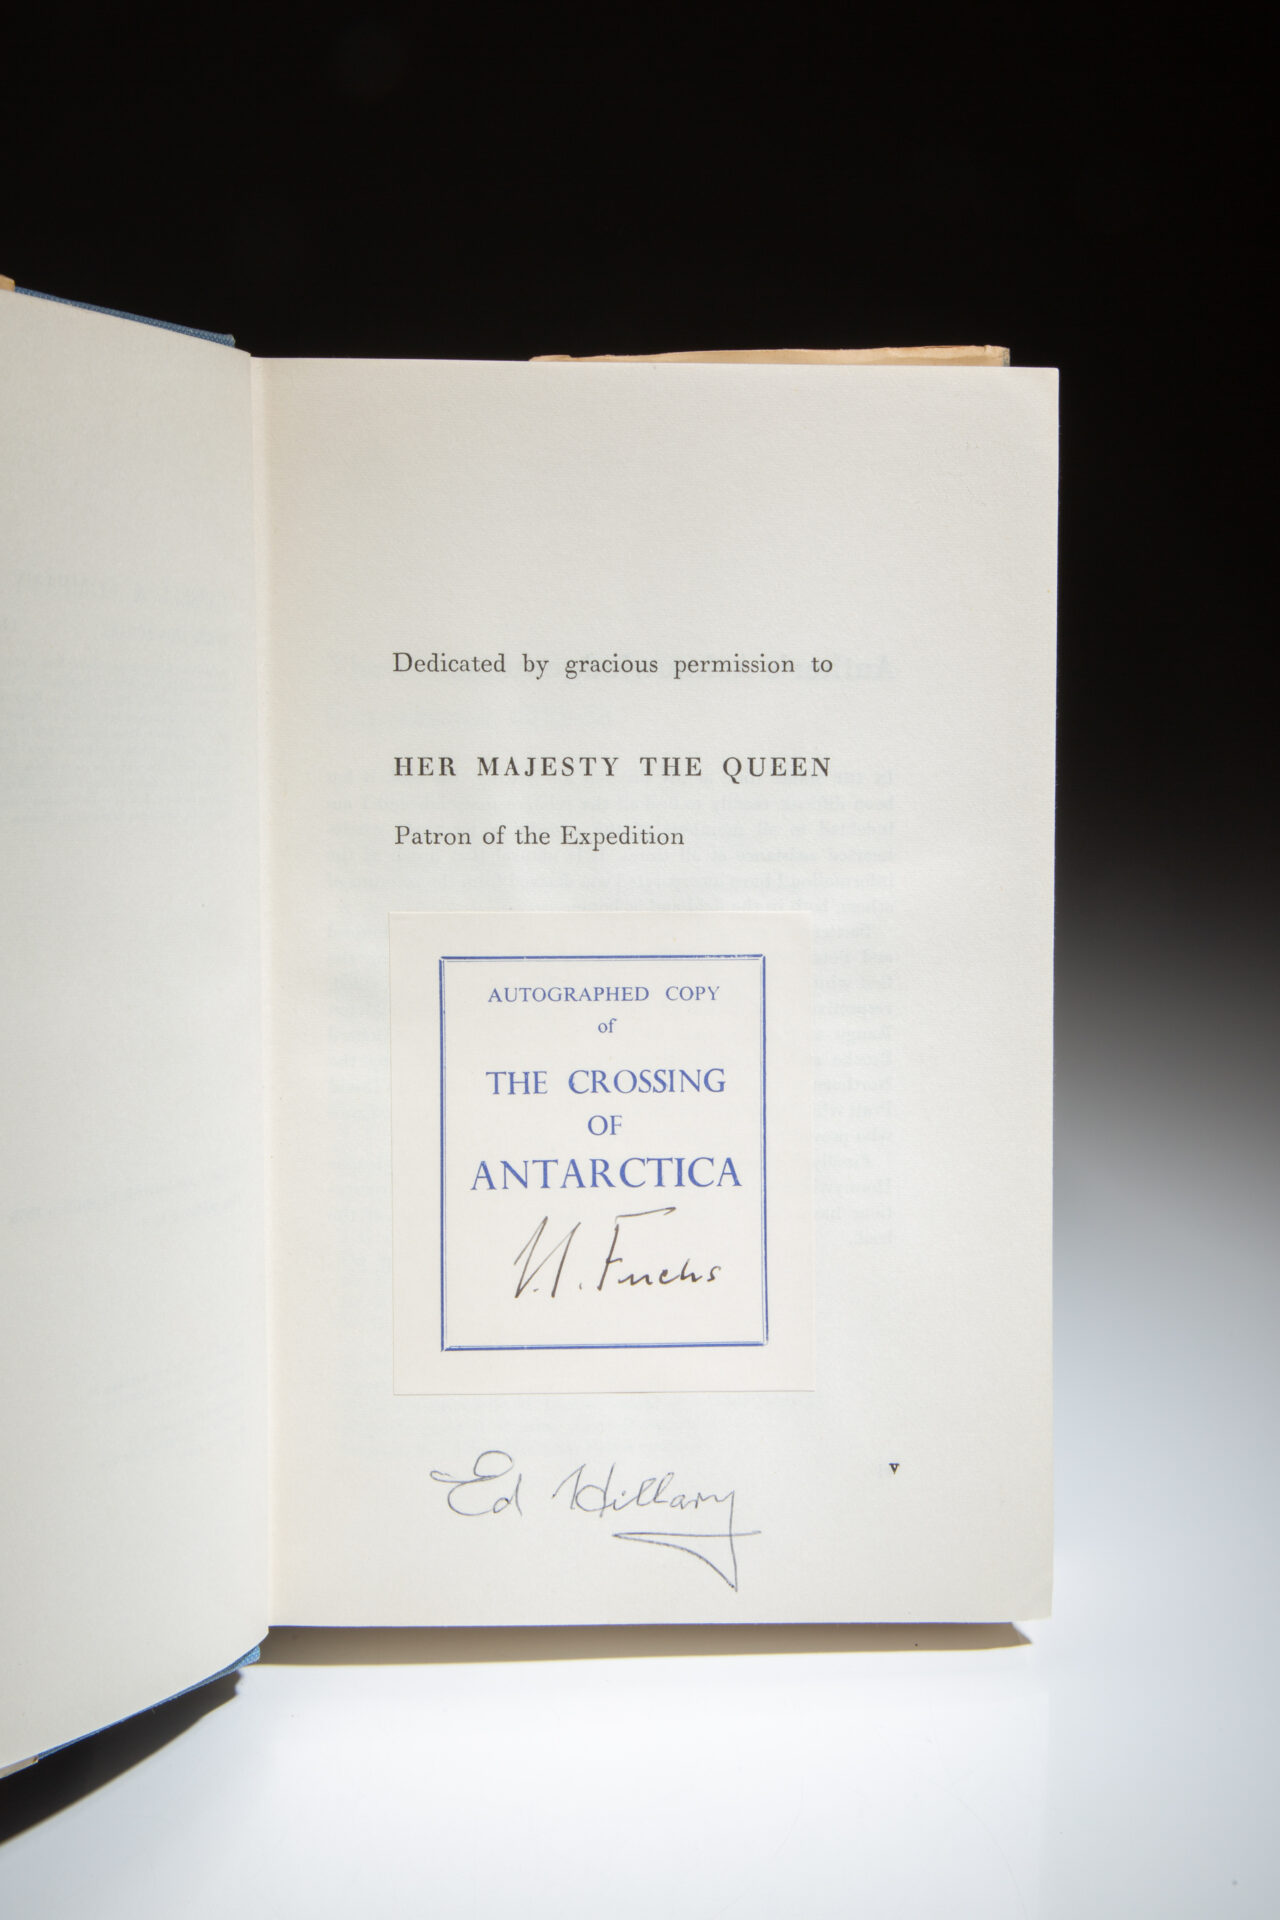 Dedicated by gracious permission to
HER MAJESTY THE QUEEN
Patron of the Expedition
AUTOGRAPHED COPY
of
THE CROSSING
OF
ANTARCTICA
V. Fuchs
Ed Hillary
v